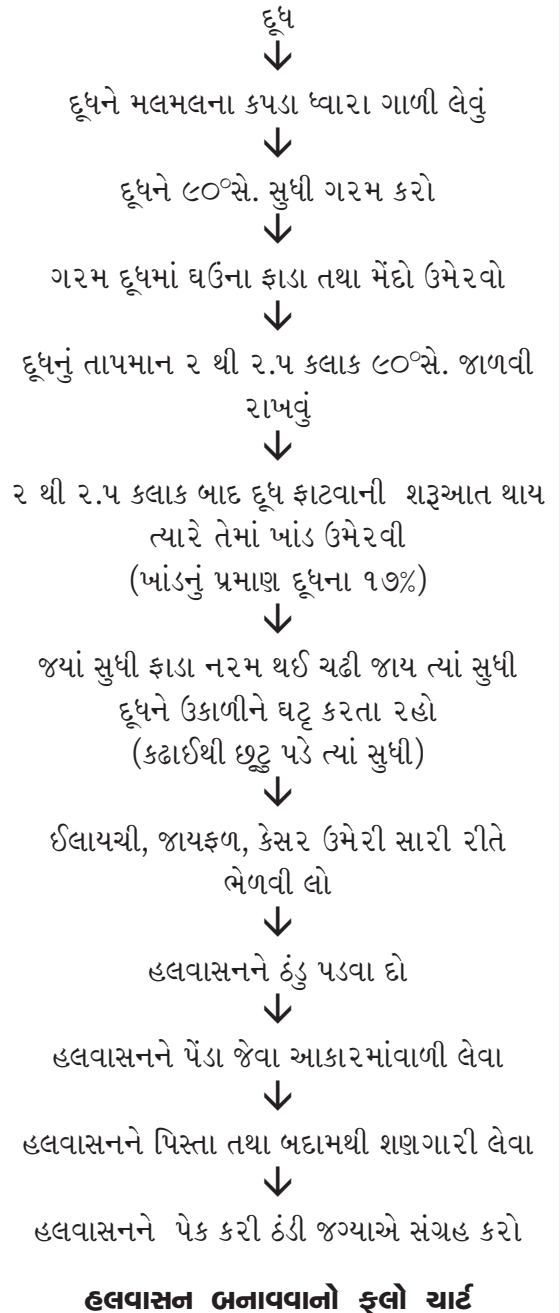 દૂધ
↓
દૂધને મલમલના કપડા ધ્વારા ગાળી લેવું
↓
દૂધને ૯૦°સે. સુધી ગરમ કરો
↓
ગરમ દૂધમાં ઘઉંના ફાડા તથા મેંદો ઉમેરવો
↓
દૂધનું તાપમાન ૨ થી ૨.૫ કલાક ૯૦°સે. જાળવી
રાખવું
↓
૨ થી ૨.૫ કલાક બાદ દૂધ ફાટવાની શરૂઆત થાય
ત્યારે તેમાં ખાંડ ઉમેરવી
(ખાંડનું પ્રમાણ દૂધના ૧૭%)
↓
જયાં સુધી ફાડા નરમ થઈ ચઢી જાય ત્યાં સુધી
દૂધને ઉકાળીને ઘટૃ કરતા રહો
(કઢાઈથી છૂટુ પડે ત્યાં સુધી)
↓
ઈલાયચી, જાયફળ, કેસર ઉમેરી સારી રીતે
ભેળવી લો
↓
હલવાસનને ઠંડુ પડવા દો
↓
હલવાસનને પેંડા જેવા આકારમાંવાળી લેવા
↓
હલવાસનને પિસ્તા તથા બદામથી શણગારી લેવા
↓
હલવાસનને પેક કરી ઠંડી જગ્યાએ સંગ્રહ કરો
હલવાસન બનાવવાનો ફલો ચાર્ટ